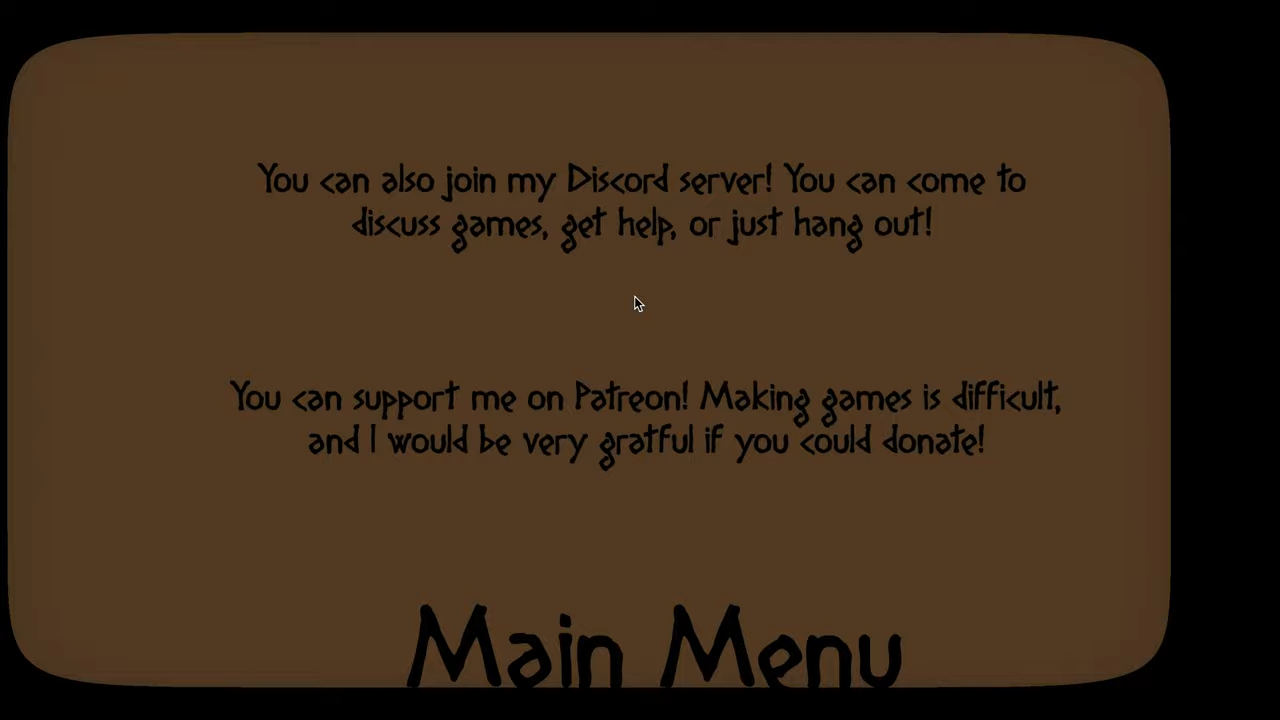 You can also join my Discord server! You can come to
discuss games, get help, or just hang out!
You can support me on Patreon! Making games is difficult,
and I would be very gratful if you could donate!
Main Menu